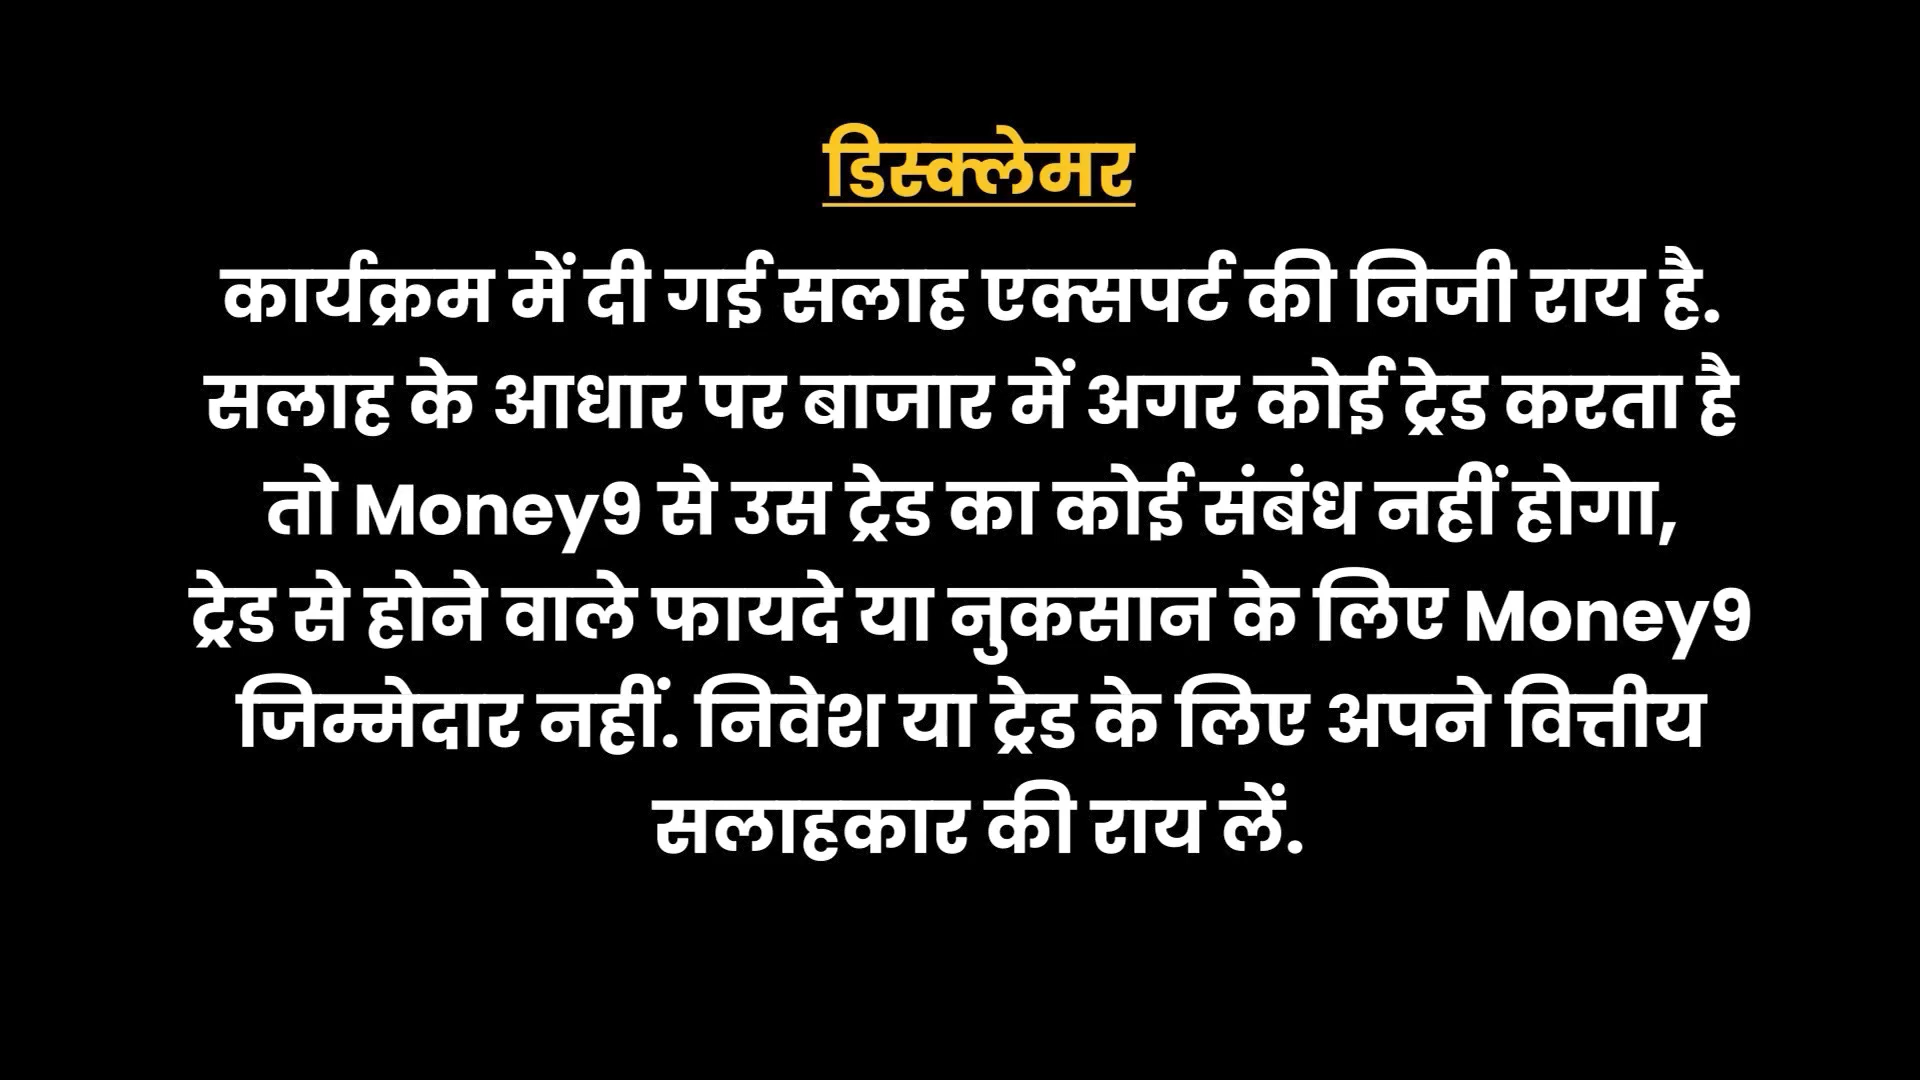 डिस्क्लेमर
कार्यक्रम में दी गई सलाह एक्सपर्ट की निजी राय है.
सलाह के आधार पर बाजार में अगर कोई ट्रेड करता है
तो Money9 से उस ट्रेड का कोई संबंध नहीं होगा,
ट्रेड से होने वाले फायदे या नुकसान के लिए Money9
जिम्मेदार नहीं. निवेश या ट्रेड के लिए अपने वित्तीय
सलाहकार की राय लें.